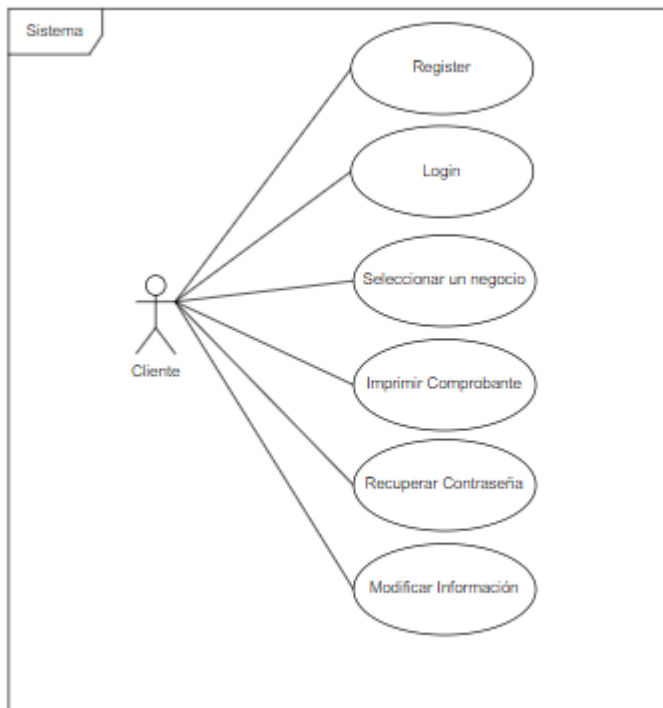 Sistema
Register
Login
Seleccionar un negocio
Imprimir Comprobante
Cliente
Recuperar Contraseña
Modificar Información